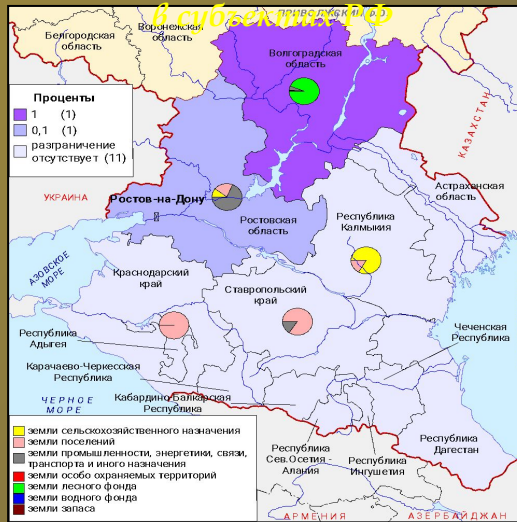 в субъектах РФ
Белгородская
область
Воронежская
область
Волгоградская
область
Проценты
1 (1)
0,1 (1)
разграничение
отсутствует (11)
КАЗАХСТАН
УКРАИНА
Ростов-на-Дону
Астраханская
область
Ростовская
область
Республика
Калмыкия
АЗОВСКОЕ
МОРЕ
Краснодарский
край
Ставропольский
край
Республика
Адыгея
Чеченская
Республика
Карачаево-Черкесская
Республика
ЧЕРНОЕ
МОРЕ
Кабардино-Балкарская
Республика
земли сельскохозяйственного назначения
земли поселений
земли промышленности, энергетики, связи,
транспорта и иного назначения
земли особо охраняемых территорий
земли лесного фонда
земли водного фонда
земли запаса
Республика
Сев.Осетия -
Алания
Республика
Ингушетия
Республика
Дагестан
АРМЕНИЯ
АЗЕРБАЙДЖАН